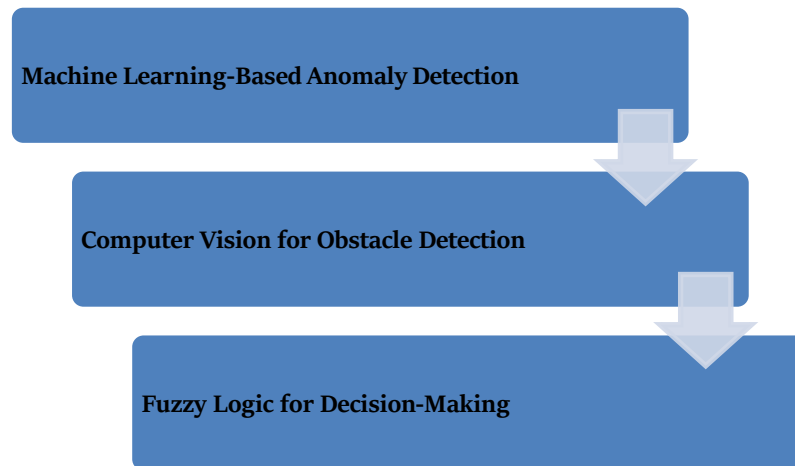 Machine Learning-Based Anomaly Detection
Computer Vision for Obstacle Detection
Fuzzy Logic for Decision-Making